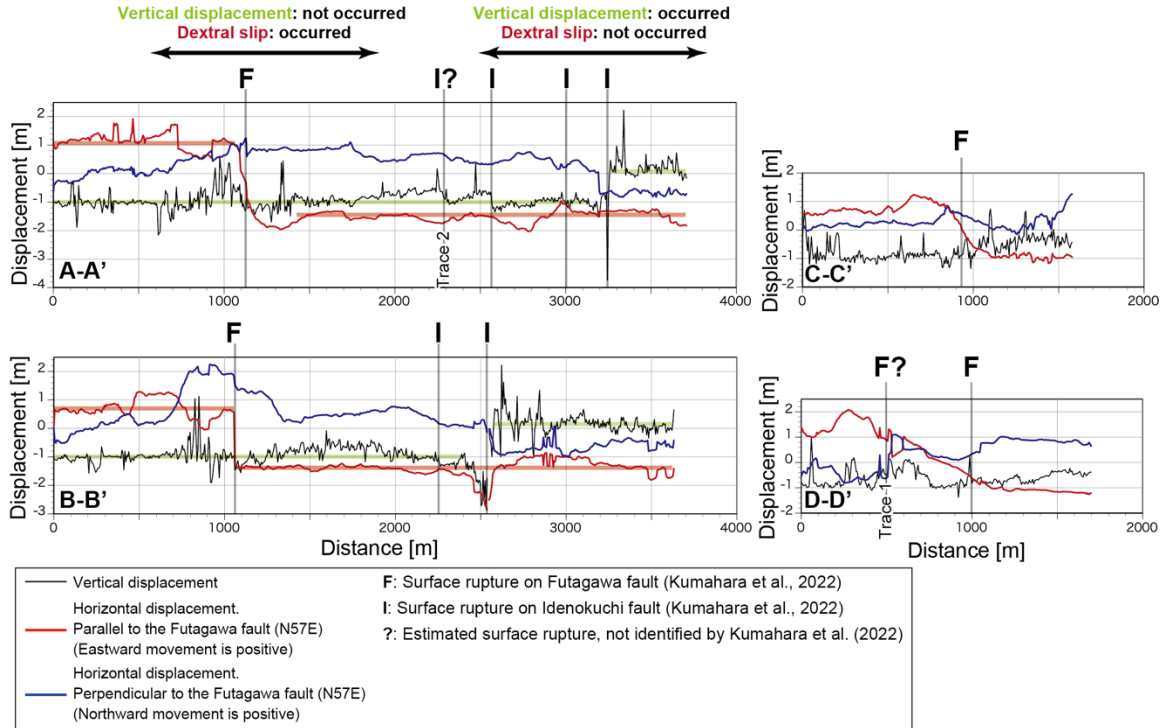 Vertical displacement: not occurred
Dextral slip: occurred
Vertical displacement: occurred
Dextral slip: not occurred
F
I?
I
I
I
Displacement [m]
2
1
0
-1
-2
-3
-4
A-A'
Trace-2
0
1000
2000
3000
4000
F
Displacement [m]
2
1
0
-1
-2
C-C'
0
1000
2000
F
I
I
Displacement [m]
2
1
0
-1
-2
-3
B-B'
0
1000
2000
3000
4000
Distance [m]
F?
F
Displacement [m]
2
1
0
-1
-2
D-D'
Trace-1
0
1000
2000
Distance [m]
Vertical displacement
Horizontal displacement.
Parallel to the Futagawa fault (N57E)
(Eastward movement is positive)
Horizontal displacement.
Perpendicular to the Futagawa fault (N57E)
(Northward movement is positive)
F: Surface rupture on Futagawa fault (Kumahara et al., 2022)
I: Surface rupture on Idenokuchi fault (Kumahara et al., 2022)
?: Estimated surface rupture, not identified by Kumahara et al. (2022)